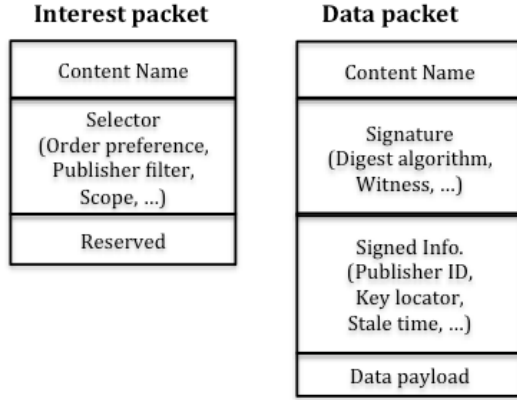 Interest packet
Content Name
Selector
(Order preference,
Publisher filter,
Scope, ...)
Reserved
Data packet
Content Name
Signature
(Digest algorithm,
Witness, ...)
Signed Info.
(Publisher ID,
Key locator,
Stale time, ...)
Data payload